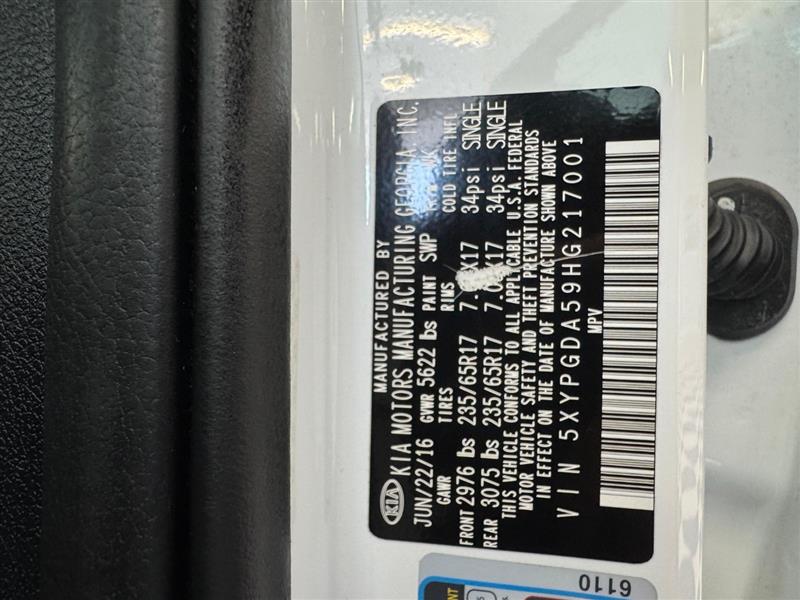 MANUFACTURED BY
KIA KIA MOTORS MANUFACTURING GEORGIA, INC.
JUN/22/16 GVWR 5622 lbs PAINT SWP
GAWR TIRES RIMS COLD TIRE INFL
FRONT 2976 lbs 235/65R17 34psi SINGLE
REAR 3075 lbs 235/65R17 34psi SINGLE
THIS VEHICLE CONFORMS TO ALL APPLICABLE U.S.A. FEDERAL
MOTOR VEHICLE SAFETY AND THEFT PREVENTION STANDARDS
IN EFFECT ON THE DATE OF MANUFACTURE SHOWN ABOVE
VIN 5XYPGDA59HG217001
MPV
6110